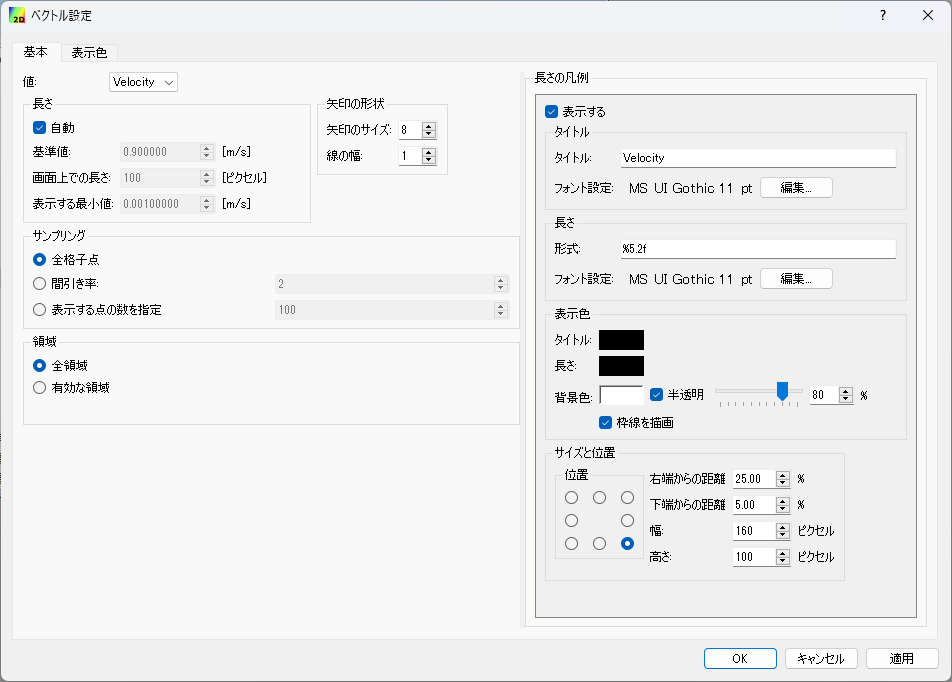 2D ベクトル設定
?
基本 表示色
値: Velocity
長さ
自動
基準値: 0.900000 [m/s]
画面上での長さ: 100 [ピクセル]
表示する最小値: 0.00100000 [m/s]
矢印の形状
矢印のサイズ: 8
線の幅: 1
サンプリング
全格子点
間引き率: 2
表示する点の数を指定 100
領域
全領域
有効な領域
長さの凡例
表示する
タイトル
タイトル: Velocity
フォント設定: MS UI Gothic 11 pt 編集...
長さ
形式: %5.2f
フォント設定: MS UI Gothic 11 pt 編集...
表示色
タイトル:
長さ:
背景色: 半透明 80 %
枠線を描画
サイズと位置
位置
右端からの距離 25.00 %
下端からの距離 5.00 %
幅: 160 ピクセル
高さ: 100 ピクセル
OK キャンセル 適用